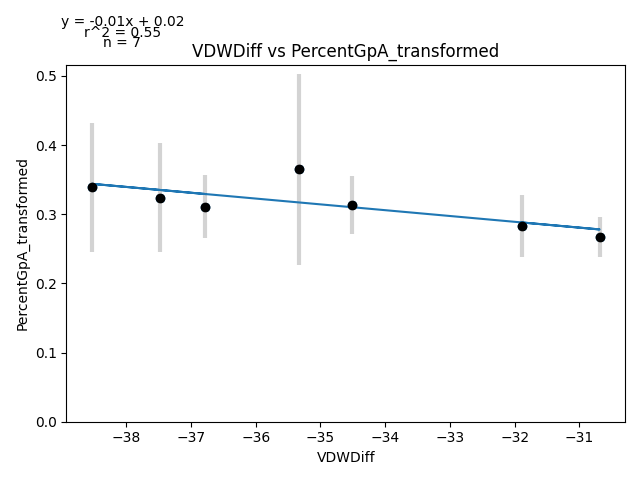 y = -0.01x + 0.02
r^2 = 0.55
n = 7
VDWDiff vs PercentGpA_transformed
PercentGpA_transformed
0.5
0.4
0.3
0.2
0.1
0.0
−38 −37 −36 −35 −34 −33 −32 −31
VDWDiff